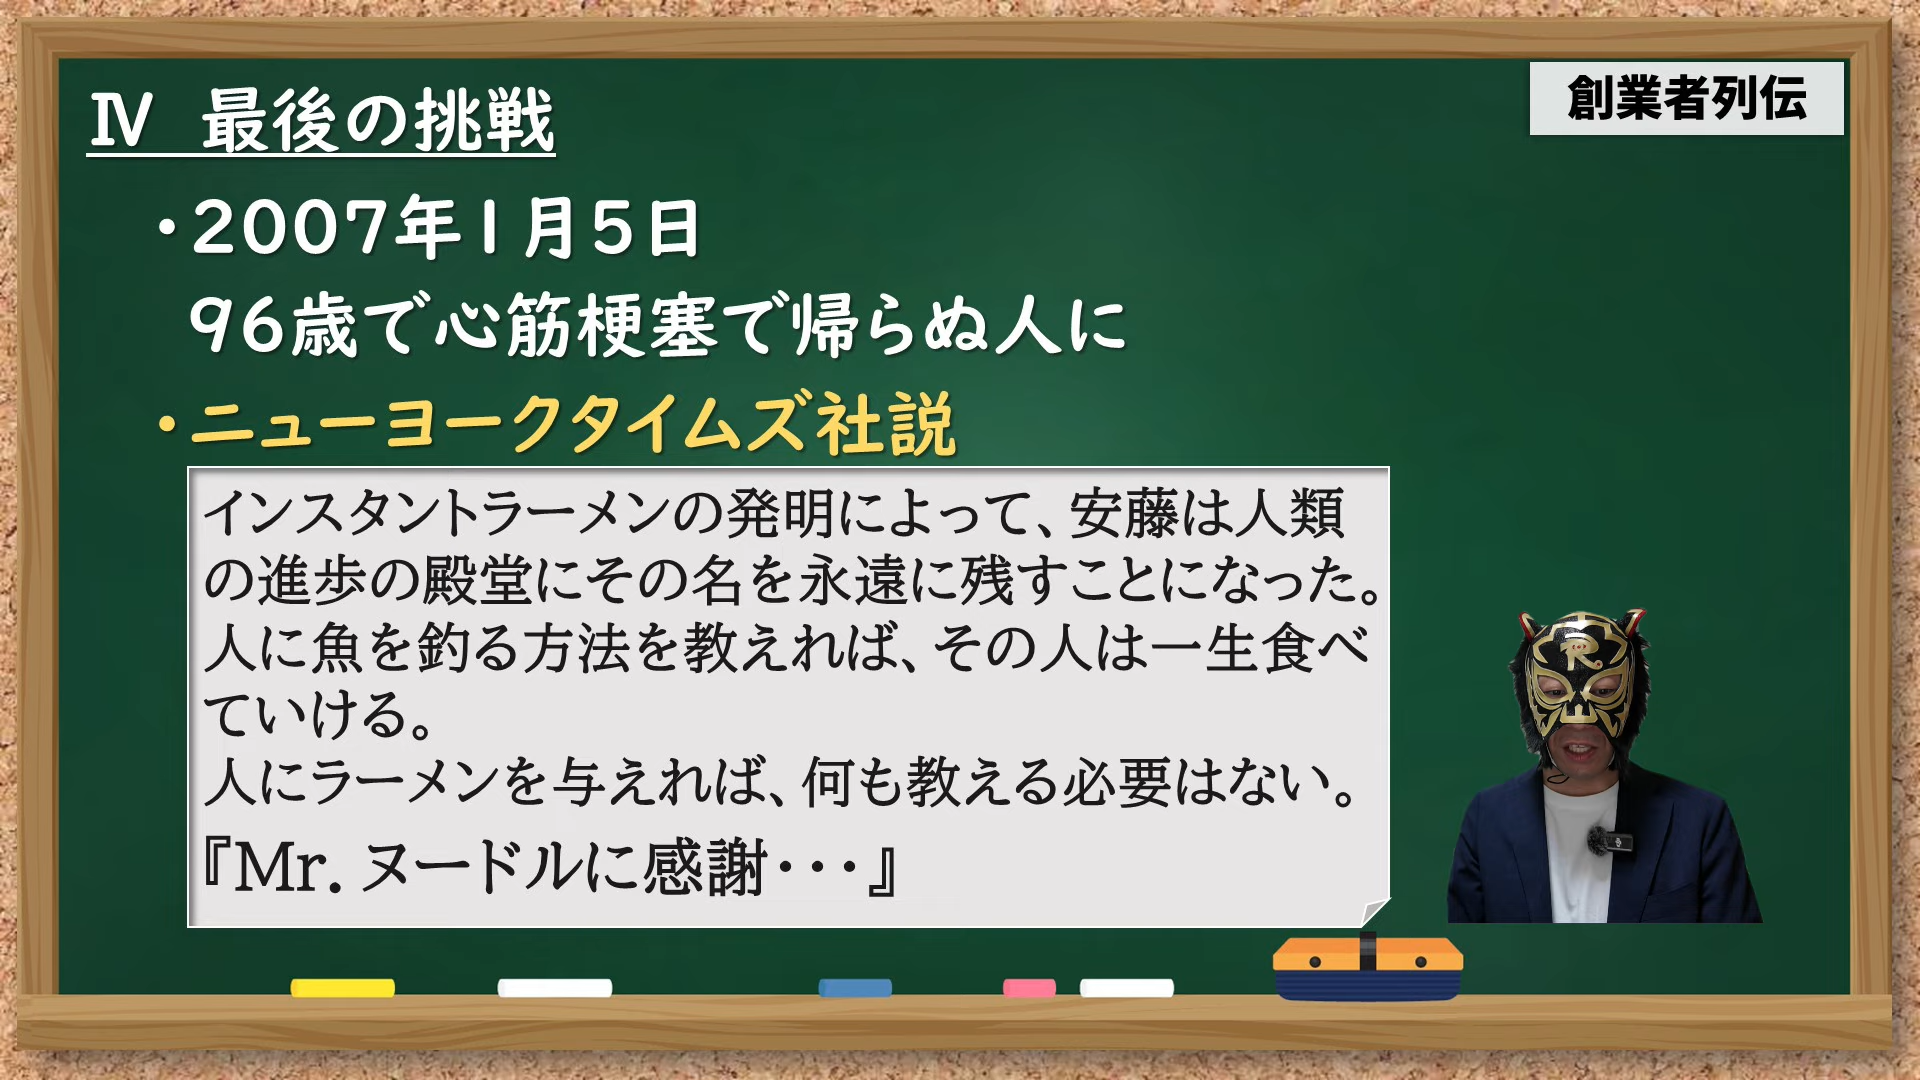 創業者列伝
Ⅳ 最後の挑戦
・2007年1月5日
96歳で心筋梗塞で帰らぬ人に
・ニューヨークタイムズ社説
インスタントラーメンの発明によって、安藤は人類
の進歩の殿堂にその名を永遠に残すことになった。
人に魚を釣る方法を教えれば、その人は一生食べ
ていける。
人にラーメンを与えれば、何も教える必要はない。
『Mr.ヌードルに感謝･･･』
R